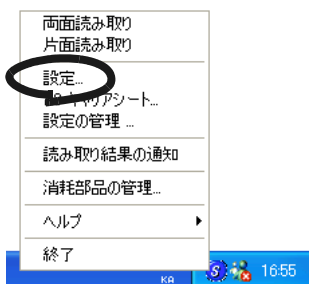 両面読み取り
片面読み取り
設定...
キャリアシート...
設定の管理 ...
読み取り結果の通知
消耗部品の管理...
ヘルプ
終了
KA
S
16:55